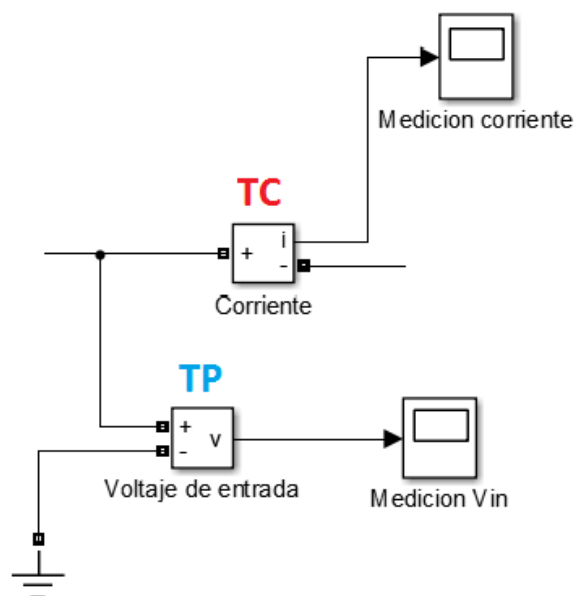 Medicion corriente
TC
i
+
-
Corriente
TP
+
v
-
Voltaje de entrada
Medicion Vin